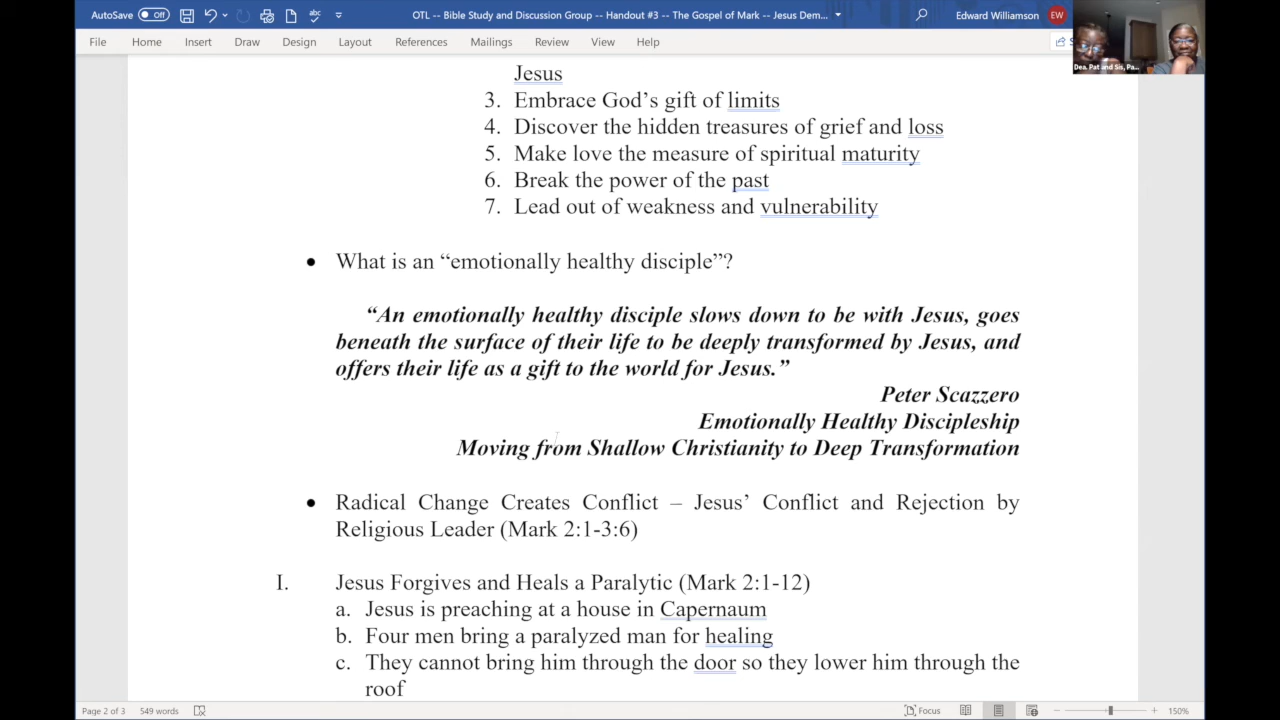 AutoSave Off OTL -- Bible Study and Discussion Group -- Handout #3 -- The Gospel of Mark -- Jesus Dem... Edward Williamson EW
File Home Insert Draw Design Layout References Mailings Review View Help
Dea. Pat and Sis, Pa...
Jesus
3. Embrace God’s gift of limits
4. Discover the hidden treasures of grief and loss
5. Make love the measure of spiritual maturity
6. Break the power of the past
7. Lead out of weakness and vulnerability
• What is an “emotionally healthy disciple”?
“An emotionally healthy disciple slows down to be with Jesus, goes
beneath the surface of their life to be deeply transformed by Jesus, and
offers their life as a gift to the world for Jesus.”
Peter Scazzero
Emotionally Healthy Discipleship
Moving from Shallow Christianity to Deep Transformation
• Radical Change Creates Conflict – Jesus’ Conflict and Rejection by
Religious Leader (Mark 2:1-3:6)
I. Jesus Forgives and Heals a Paralytic (Mark 2:1-12)
a. Jesus is preaching at a house in Capernaum
b. Four men bring a paralyzed man for healing
c. They cannot bring him through the door so they lower him through the
roof
Page 2 of 3 549 words Focus 150%